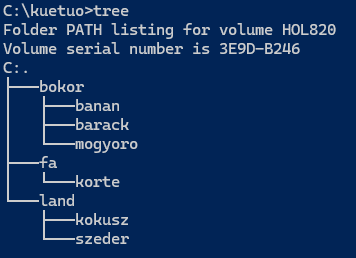 C:\kuetuo>tree
Folder PATH listing for volume HOL820
Volume serial number is 3E9D-B246
C:.
├───bokor
│   ├───banan
│   ├───barack
│   └───mogyoro
├───fa
│   └───korte
└───land
    ├───kokusz
    └───szeder